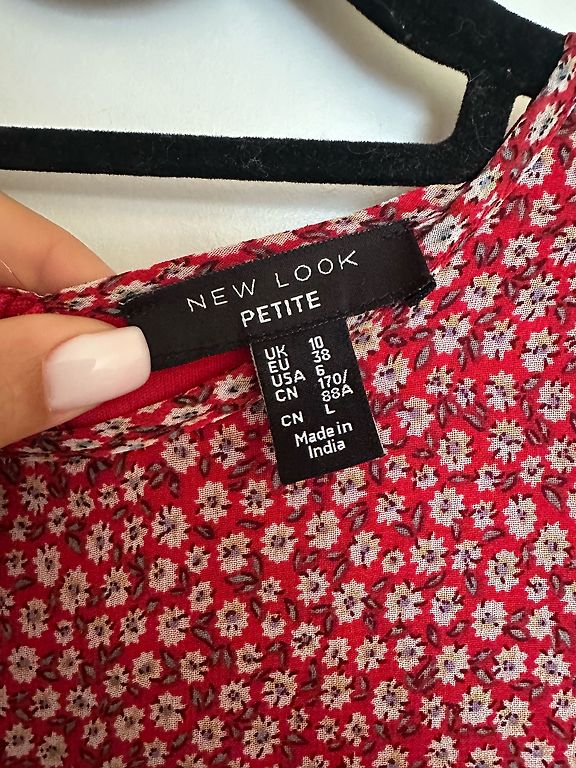 NEW LOOK
PETITE
UK 10
EU 38
USA 6
CN 170/
88A
CN L
Made in
India